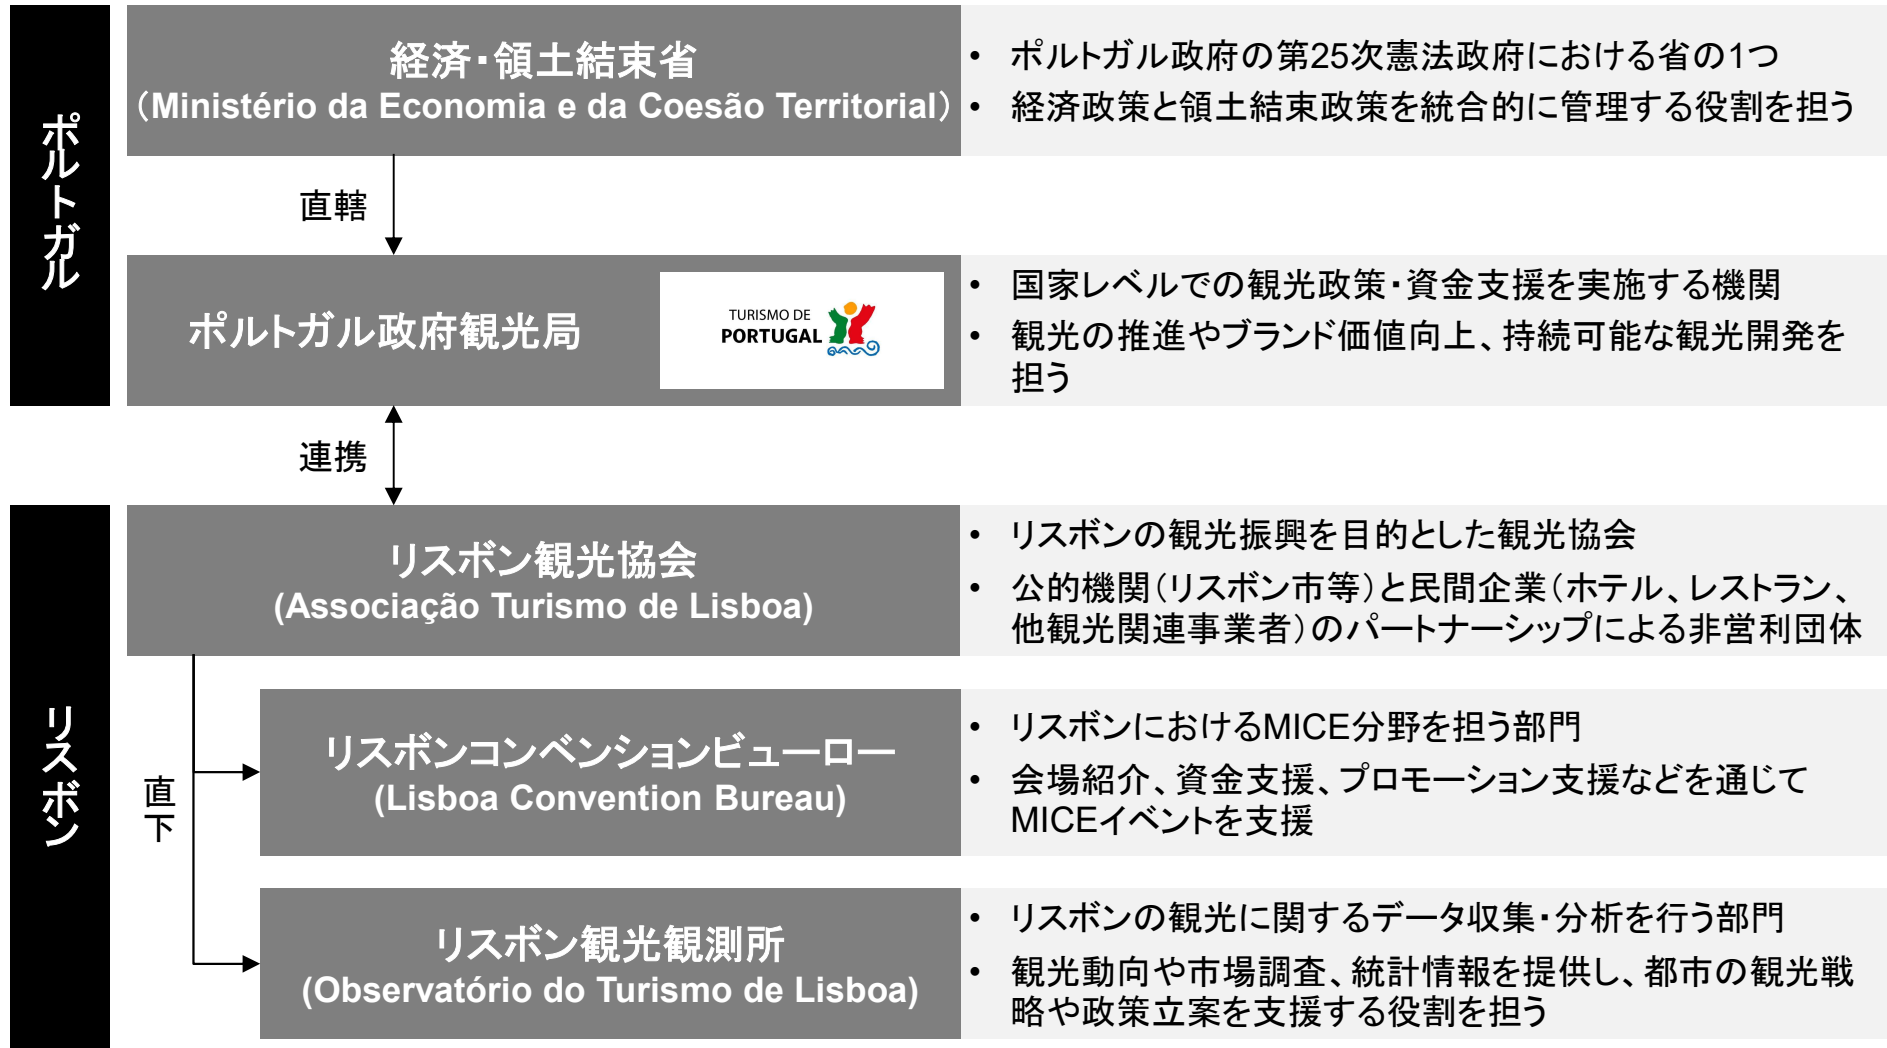 ポルトガル
経済・領土結束省
（Ministério da Economia e da Coesão Territorial）
• ポルトガル政府の第25次憲法政府における省の1つ
• 経済政策と領土結束政策を統合的に管理する役割を担う
直轄
ポルトガル政府観光局
TURISMO DE
PORTUGAL
• 国家レベルでの観光政策・資金支援を実施する機関
• 観光の推進やブランド価値向上、持続可能な観光開発を
担う
連携
リスボン
リスボン観光協会
(Associação Turismo de Lisboa)
• リスボンの観光振興を目的とした観光協会
• 公的機関（リスボン市等）と民間企業（ホテル、レストラン、
他観光関連事業者）のパートナーシップによる非営利団体
直下
リスボンコンベンションビューロー
(Lisboa Convention Bureau)
• リスボンにおけるMICE分野を担う部門
• 会場紹介、資金支援、プロモーション支援などを通じて
MICEイベントを支援
リスボン観光観測所
(Observatório do Turismo de Lisboa)
• リスボンの観光に関するデータ収集・分析を行う部門
• 観光動向や市場調査、統計情報を提供し、都市の観光戦
略や政策立案を支援する役割を担う